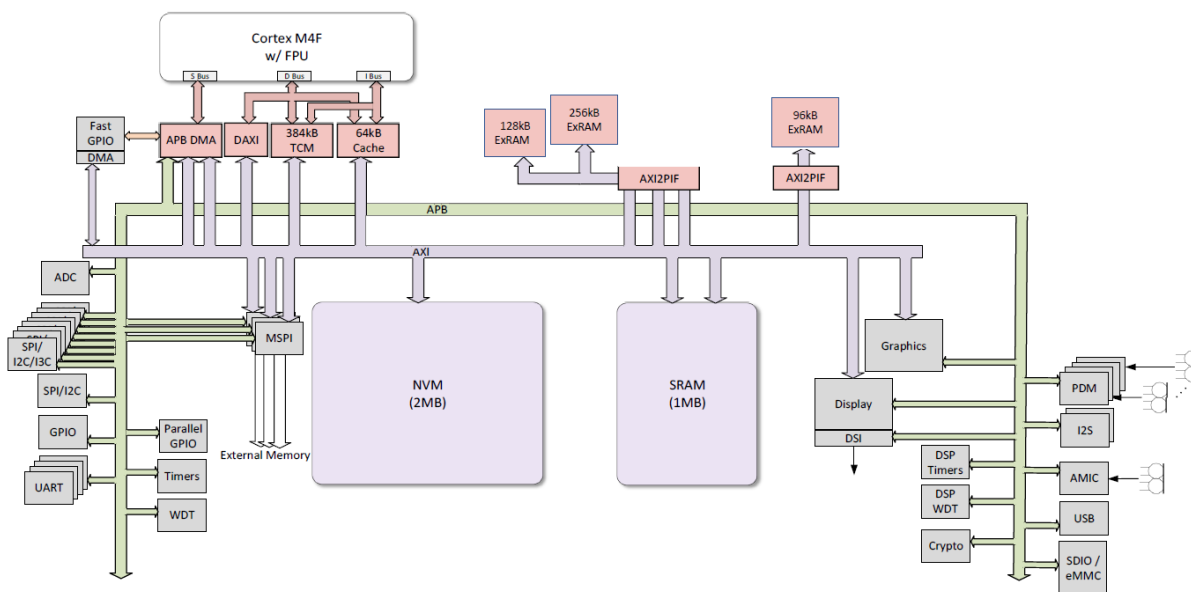 Cortex M4F
w/ FPU
S Bus
D Bus
I Bus
Fast
GPIO
DMA
APB DMA
DAXI
384kB
TCM
64kB
Cache
128kB
ExRAM
256kB
ExRAM
96kB
ExRAM
AXI2PIF
AXI2PIF
APB
AXI
ADC
SPI/
I2C/I3C
MSPI
SPI/I2C
GPIO
Parallel
GPIO
UART
Timers
WDT
External Memory
NVM
(2MB)
SRAM
(1MB)
Graphics
Display
DSI
DSP
Timers
DSP
WDT
Crypto
PDM
I2S
AMIC
USB
SDIO /
eMMC